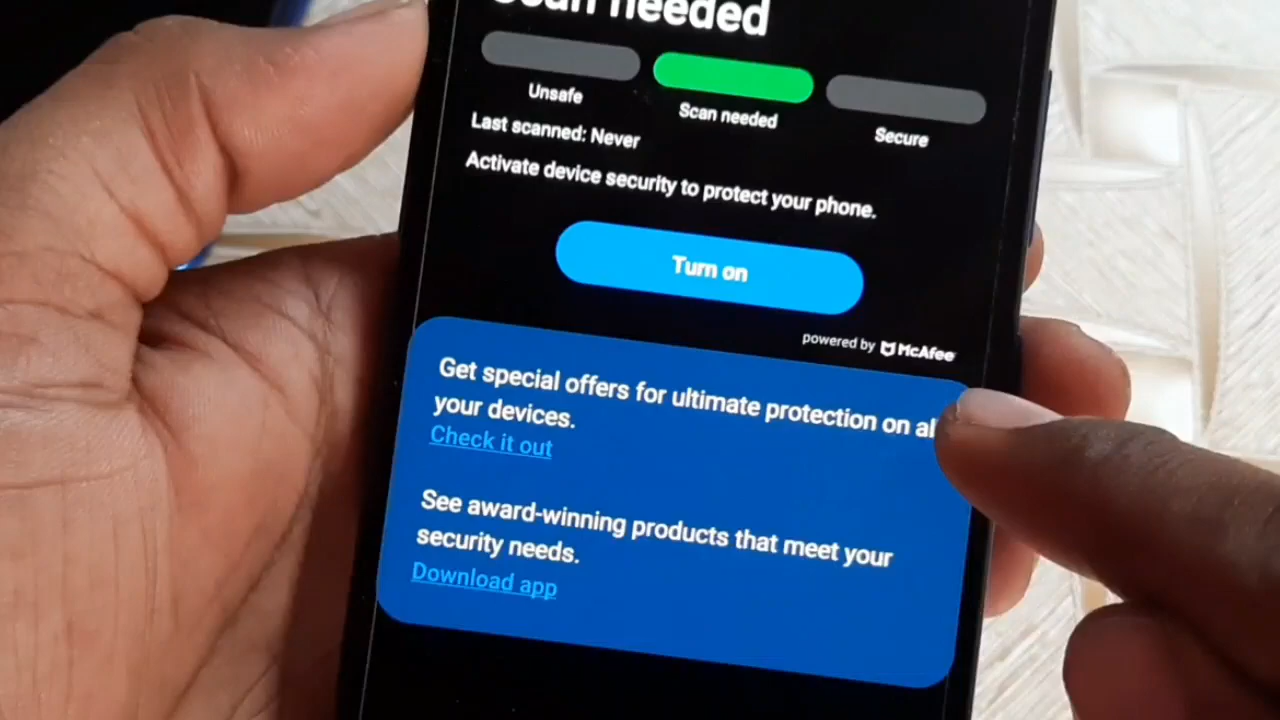 Scan needed
Unsafe
Scan needed
Secure
Last scanned: Never
Activate device security to protect your phone.
Turn on
powered by McAfee
Get special offers for ultimate protection on al
your devices.
Check it out
See award-winning products that meet your
security needs.
Download app